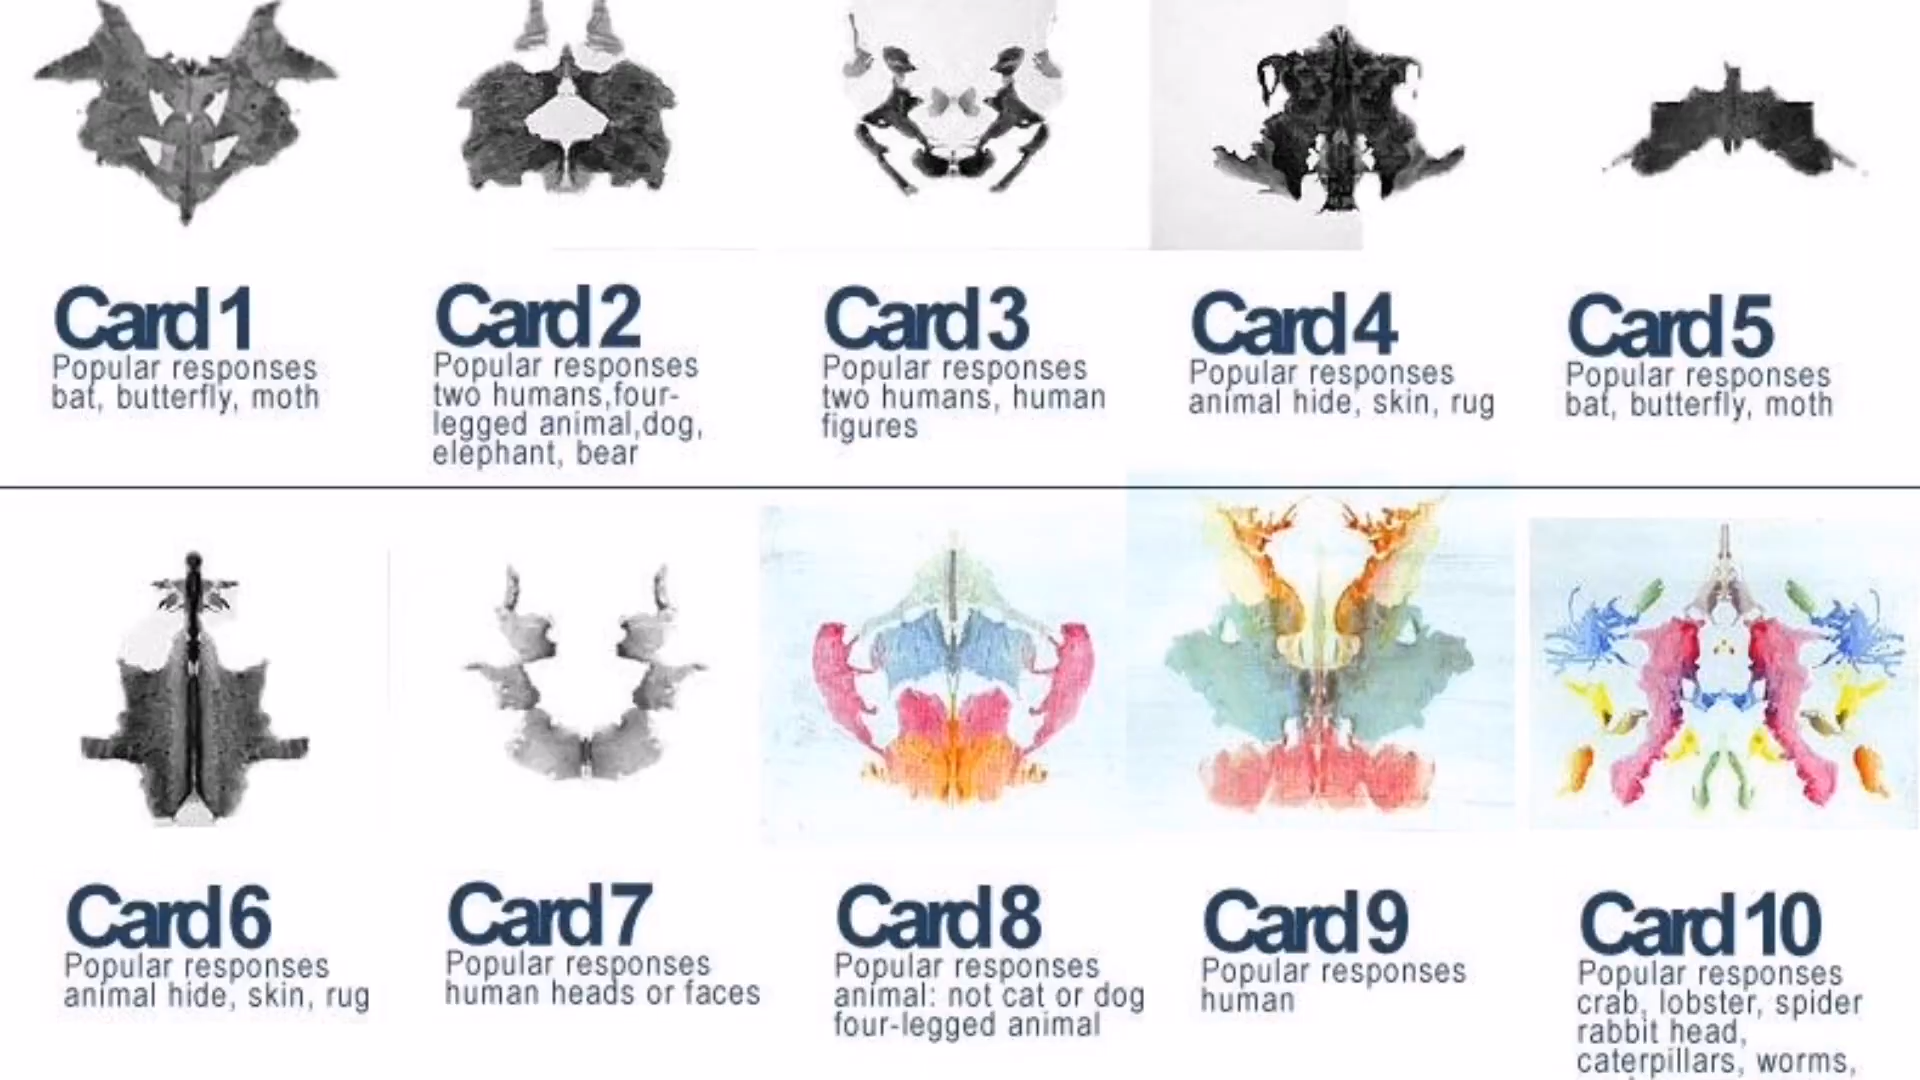 Card 1
Popular responses
bat, butterfly, moth
Card 2
Popular responses
two humans,four-
legged animal,dog,
elephant, bear
Card 3
Popular responses
two humans, human
figures
Card 4
Popular responses
animal hide, skin, rug
Card 5
Popular responses
bat, butterfly, moth
Card 6
Popular responses
animal hide, skin, rug
Card 7
Popular responses
human heads or faces
Card 8
Popular responses
animal: not cat or dog
four-legged animal
Card 9
Popular responses
human
Card 10
Popular responses
crab, lobster, spider
rabbit head,
caterpillars, worms,